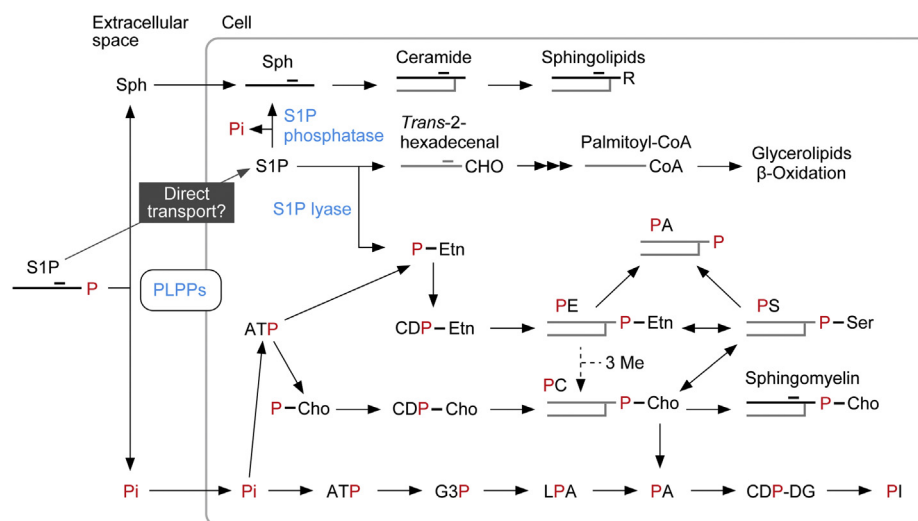 Extracellular
space
Cell
Sph
Sph
Ceramide
Sphingolipids
R
Pi
S1P
phosphatase
Trans-2-
hexadecenal
CHO
Palmitoyl-CoA
CoA
Glycerolipids
β-Oxidation
S1P
Direct
transport?
S1P lyase
S1P
P
PLPPs
P–Etn
PA
P
ATP
CDP–Etn
PE
P–Etn
PS
P–Ser
3 Me
P–Cho
CDP–Cho
PC
P–Cho
Sphingomyelin
P–Cho
Pi
Pi
ATP
G3P
LPA
PA
CDP-DG
PI